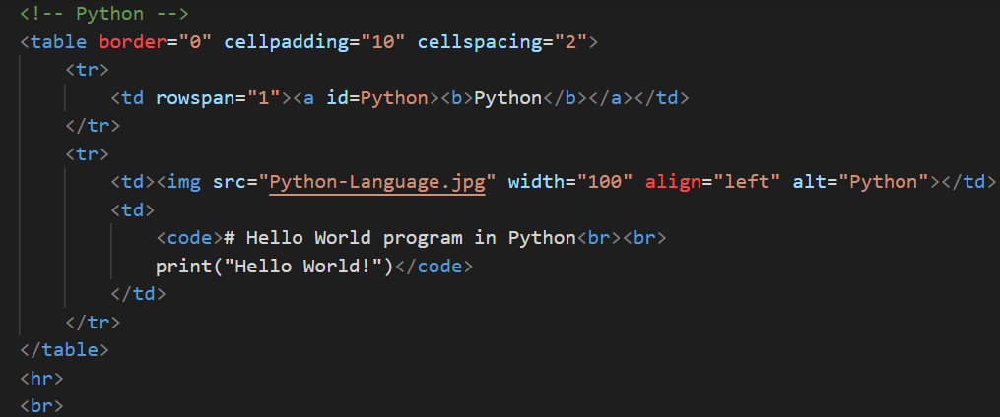 <!-- Python -->
<table border="0" cellpadding="10" cellspacing="2">
    <tr>
        <td rowspan="1"><a id=Python><b>Python</b></a></td>
    </tr>
    <tr>
        <td><img src="Python-Language.jpg" width="100" align="left" alt="Python"></td>
        <td>
            <code># Hello World program in Python<br><br>
            print("Hello World!")</code>
        </td>
    </tr>
</table>
<hr>
<br>